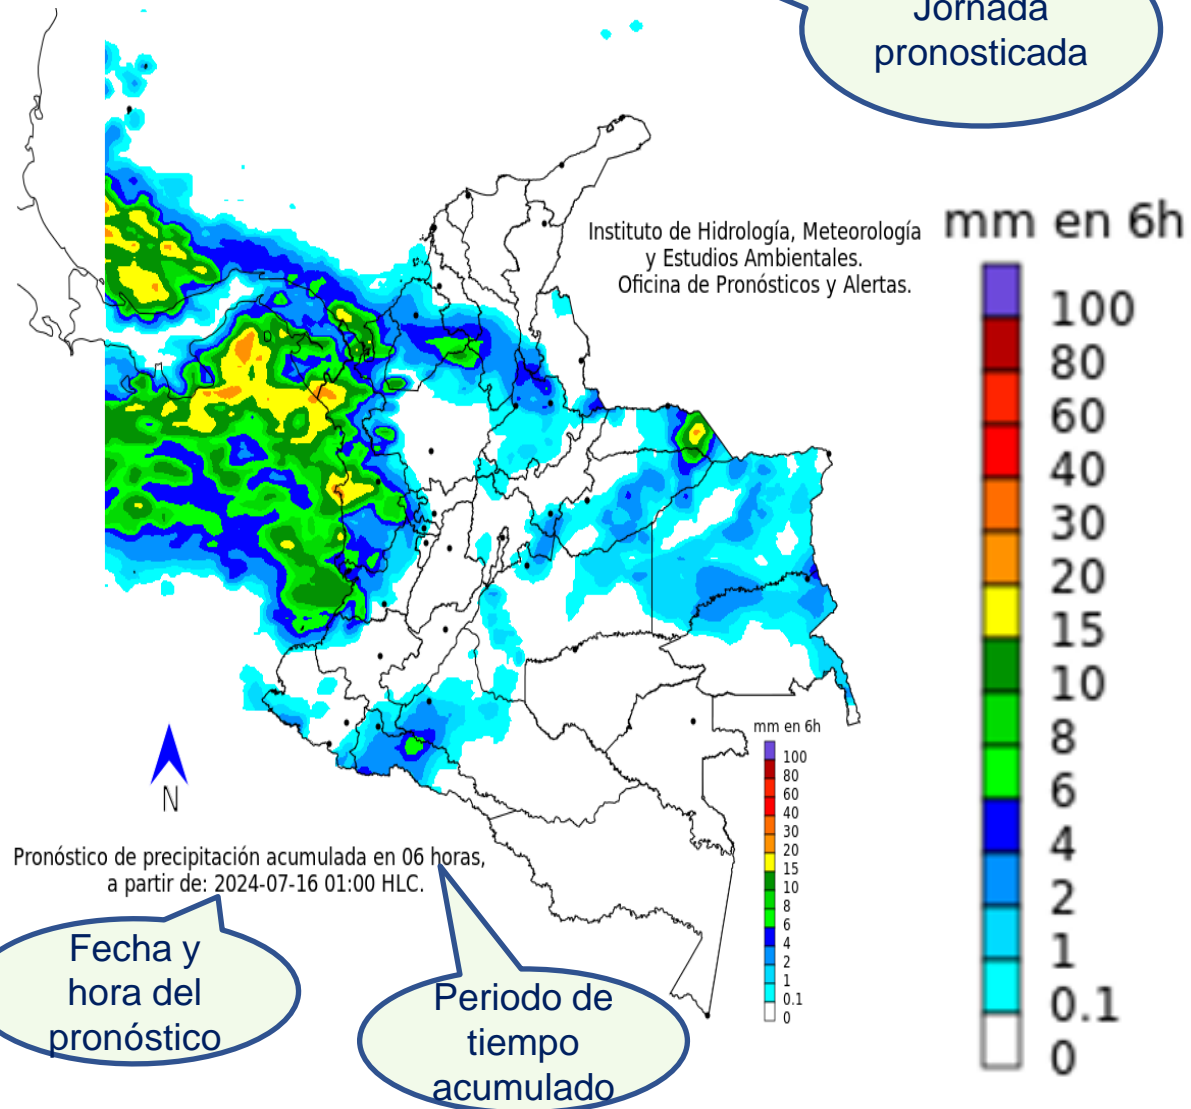 Jornada
pronosticada
Instituto de Hidrología, Meteorología
y Estudios Ambientales.
Oficina de Pronósticos y Alertas.
mm en 6h
100
80
60
40
30
20
15
10
8
6
4
2
1
0.1
0
mm en 6h
100
80
60
40
30
20
15
10
8
6
4
2
1
0.1
0
N
Pronóstico de precipitación acumulada en 06 horas,
a partir de: 2024-07-16 01:00 HLC.
Fecha y
hora del
pronóstico
Periodo de
tiempo
acumulado